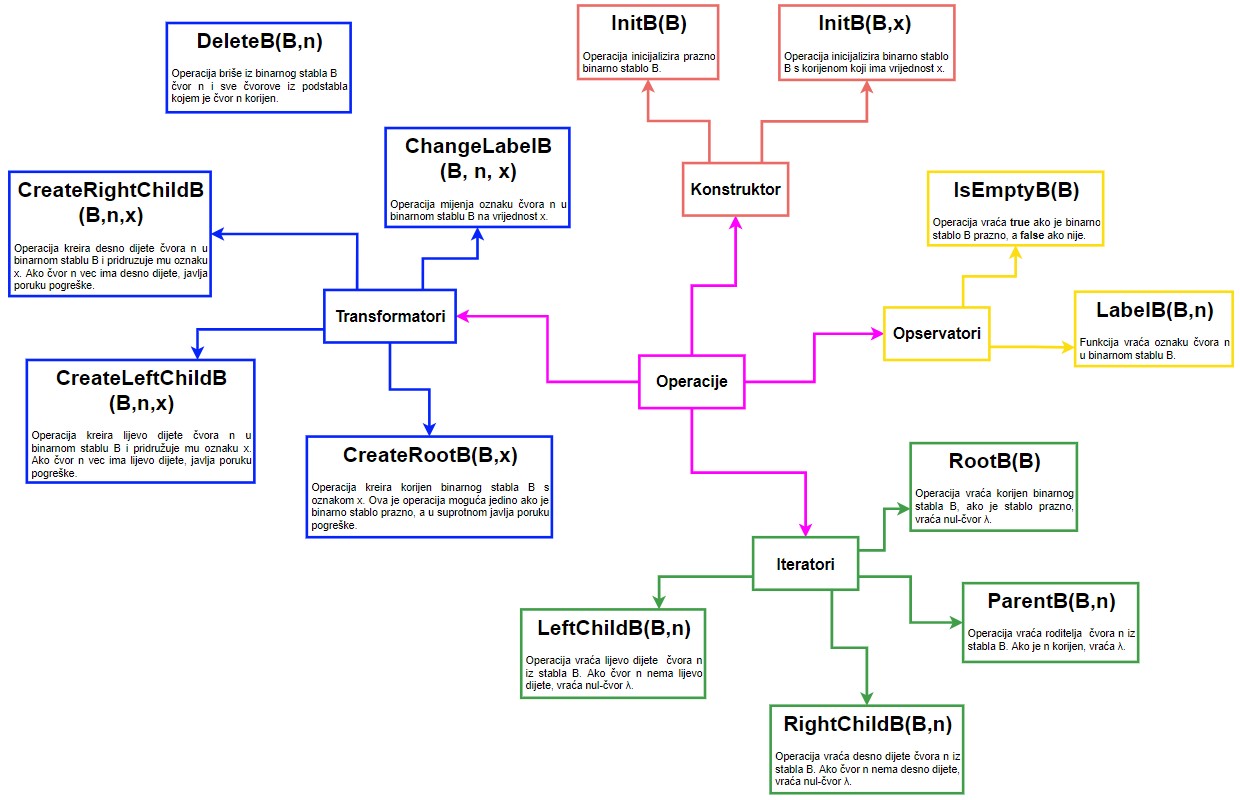 DeleteB(B,n)
Operacija briše iz binarnog stabla B
čvor n i sve čvorove iz podstabla
kojem je čvor n korijen.
InitB(B)
Operacija inicijalizira prazno
binarno stablo B.
InitB(B,x)
Operacija inicijalizira binarno stablo
B s korijenom koji ima vrijednost x.
ChangeLabelB
(B, n, x)
Operacija mijenja oznaku čvora n u
binarnom stablu B na vrijednost x.
CreateRightChildB
(B,n,x)
Operacija kreira desno dijete čvora n u
binarnom stablu B i pridruzuje mu oznaku
x. Ako čvor n vec ima desno dijete, javlja
poruku pogreške.
Konstruktor
IsEmptyB(B)
Operacija vraća true ako je binarno
stablo B prazno, a false ako nije.
Transformatori
Opservatori
LabelB(B,n)
Funkcija vraća oznaku čvora n
u binarnom stablu B.
Operacije
CreateLeftChildB
(B,n,x)
Operacija kreira lijevo dijete čvora n u
binarnom stablu B i pridružuje mu oznaku x.
Ako čvor n vec ima lijevo dijete, javlja poruku
pogreške.
CreateRootB(B,x)
Operacija kreira korijen binarnog stabla B s
oznakom x. Ova je operacija moguća jedino ako je
binarno stablo prazno, a u suprotnom javlja poruku
pogreške.
RootB(B)
Operacija vraća korijen binarnog
stabla B, ako je stablo prazno,
vraća nul-čvor λ.
Iteratori
ParentB(B,n)
Operacija vraća roditelja čvora n iz
stabla B. Ako je n korijen, vraća λ.
LeftChildB(B,n)
Operacija vraća lijevo dijete čvora n
iz stabla B. Ako čvor n nema lijevo
dijete, vraća nul-čvor λ.
RightChildB(B,n)
Operacija vraća desno dijete čvora n iz
stabla B. Ako čvor n nema desno dijete,
vraća nul-čvor λ.